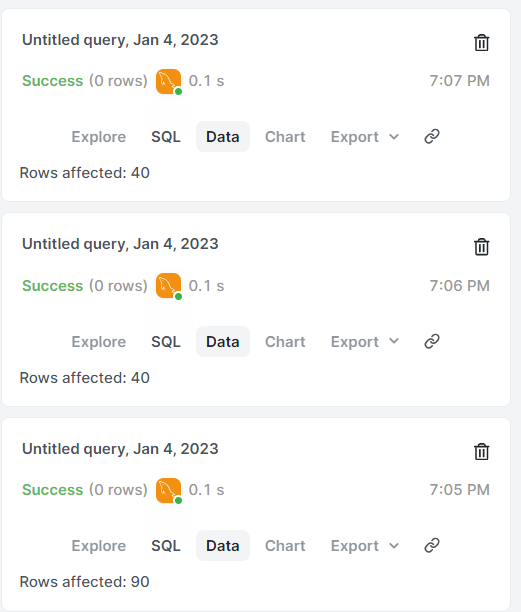 Untitled query, Jan 4, 2023
Success (0 rows) 0.1 s 7:07 PM
Explore SQL Data Chart Export
Rows affected: 40
Untitled query, Jan 4, 2023
Success (0 rows) 0.1 s 7:06 PM
Explore SQL Data Chart Export
Rows affected: 40
Untitled query, Jan 4, 2023
Success (0 rows) 0.1 s 7:05 PM
Explore SQL Data Chart Export
Rows affected: 90